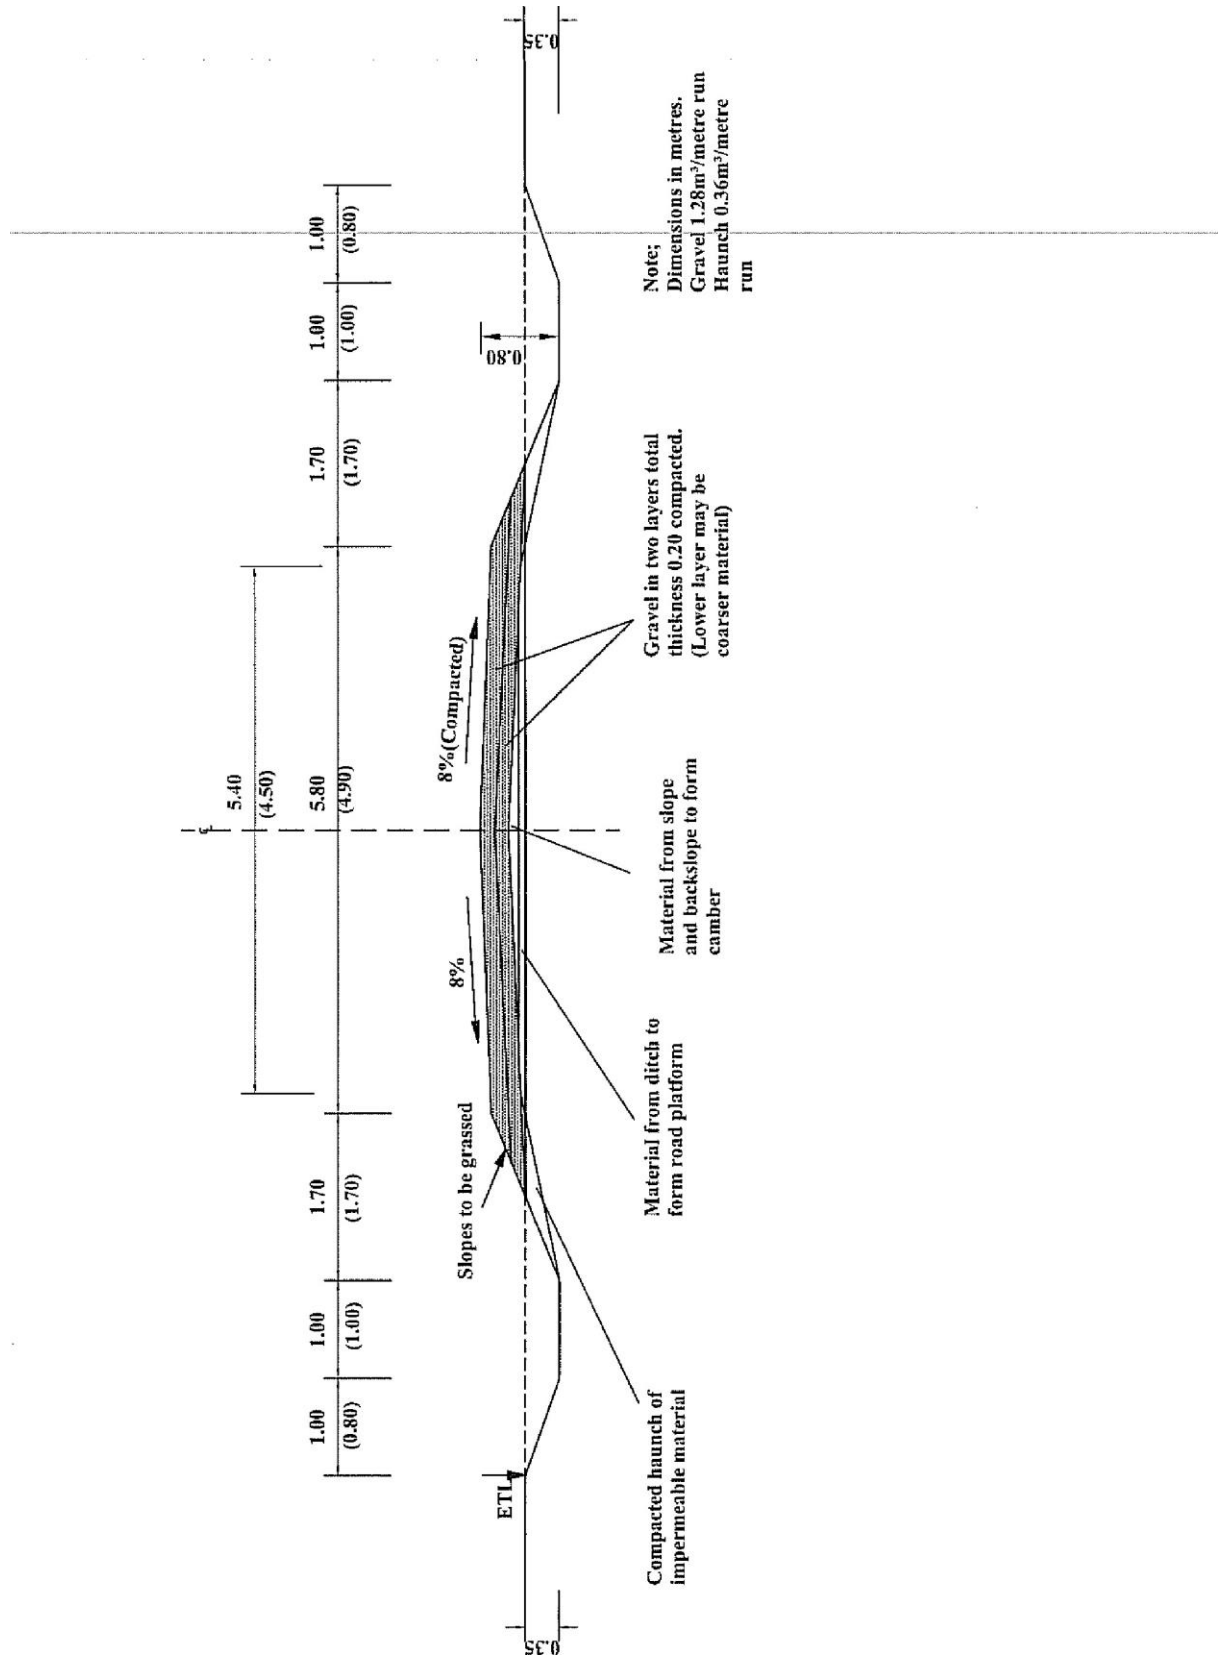 5.40
(4.50)
1.00
(0.80)
1.00
(1.00)
1.70
(1.70)
5.80
(4.90)
1.70
(1.70)
1.00
(1.00)
1.00
(0.80)
℄
Slopes to be grassed
8%
8%(Compacted)
0.80
ETL
0.35
0.35
Compacted haunch of
impermeable material
Material from ditch to
form road platform
Material from slope
and backslope to form
camber
Gravel in two layers total
thickness 0.20 compacted.
(Lower layer may be
coarser material)
Note;
Dimensions in metres.
Gravel 1.28m³/metre run
Haunch 0.36m³/metre
run